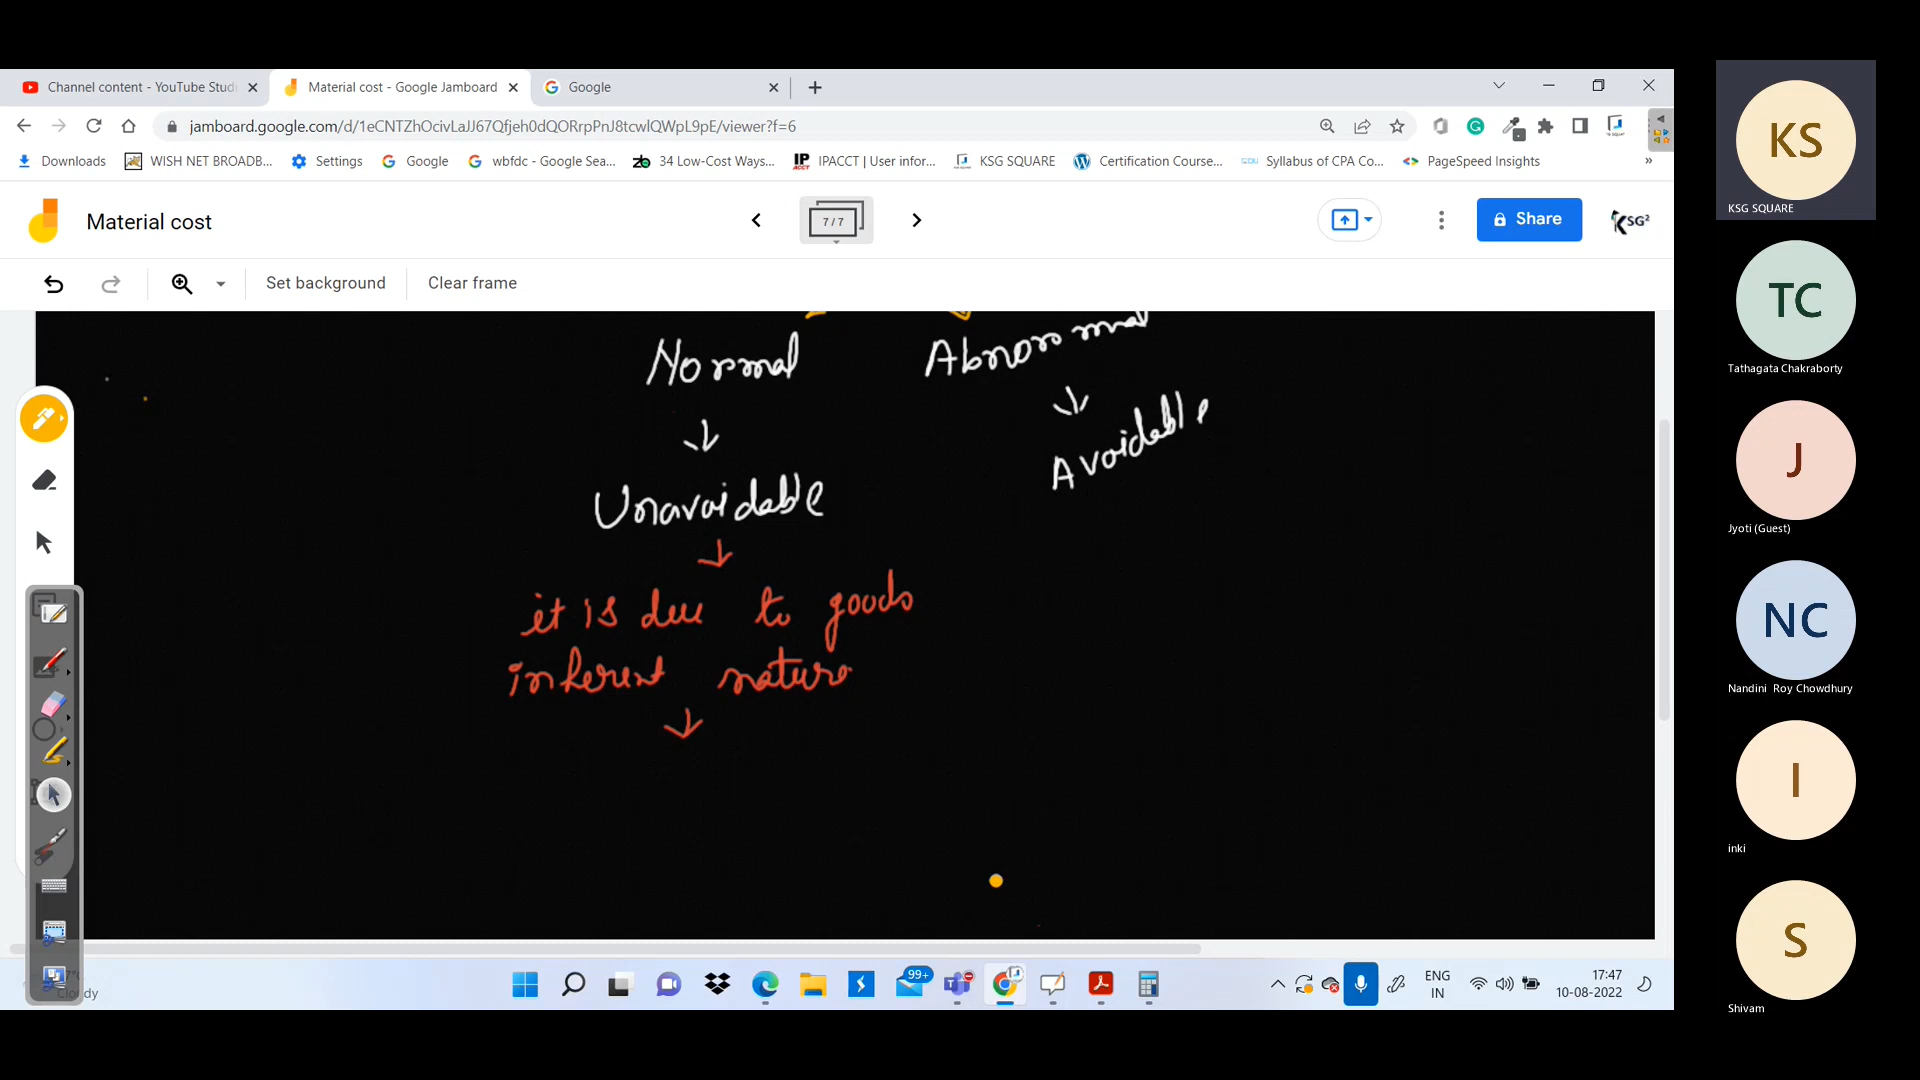 Channel content - YouTube Stud
Material cost - Google Jamboard
Google
jamboard.google.com/d/1eCNTZhOcivLaJJ67Qfjeh0dQORrpPnJ8tcwlQWpL9pE/viewer?f=6
Downloads
WISH NET BROADB...
Settings
Google
wbfdc - Google Sea...
34 Low-Cost Ways...
IPACCT | User infor...
KSG SQUARE
Certification Course...
Syllabus of CPA Co...
PageSpeed Insights
»
Material cost
7 / 7
Share
KSG²
Set background
Clear frame
Normal
Abnormal
Unavoidable
Avoidable
it is due to goods
inherent nature
Cloudy
99+
ENG
IN
17:47
10-08-2022
KS
KSG SQUARE
TC
Tathagata Chakraborty
J
Jyoti (Guest)
NC
Nandini Roy Chowdhury
I
inki
S
Shivam